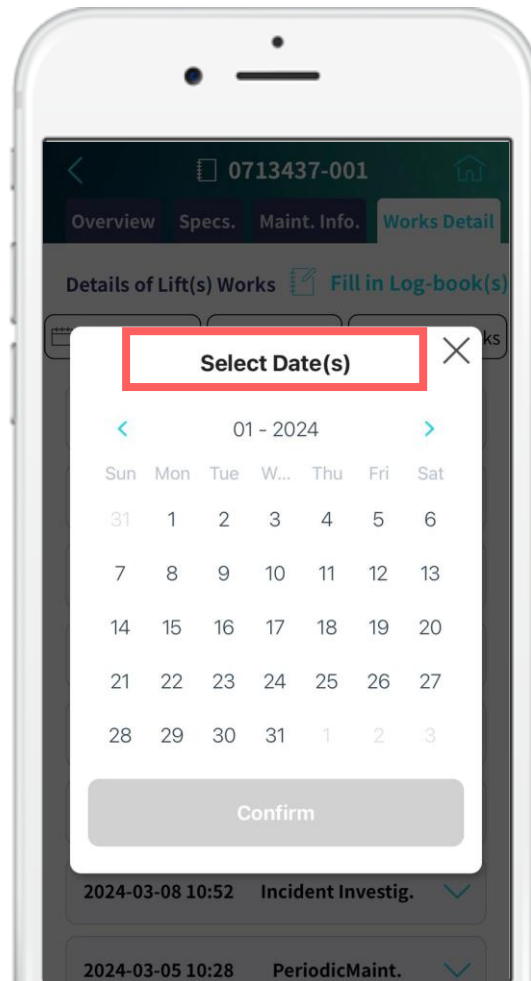 0713437-001
Overview Specs. Maint. Info. Works Detail
Details of Lift(s) Works Fill in Log-book(s)
ks
Select Date(s)
01 - 2024
Sun Mon Tue W... Thu Fri Sat
31 1 2 3 4 5 6
7 8 9 10 11 12 13
14 15 16 17 18 19 20
21 22 23 24 25 26 27
28 29 30 31 1 2 3
Confirm
2024-03-08 10:52 Incident Investig.
2024-03-05 10:28 PeriodicMaint.